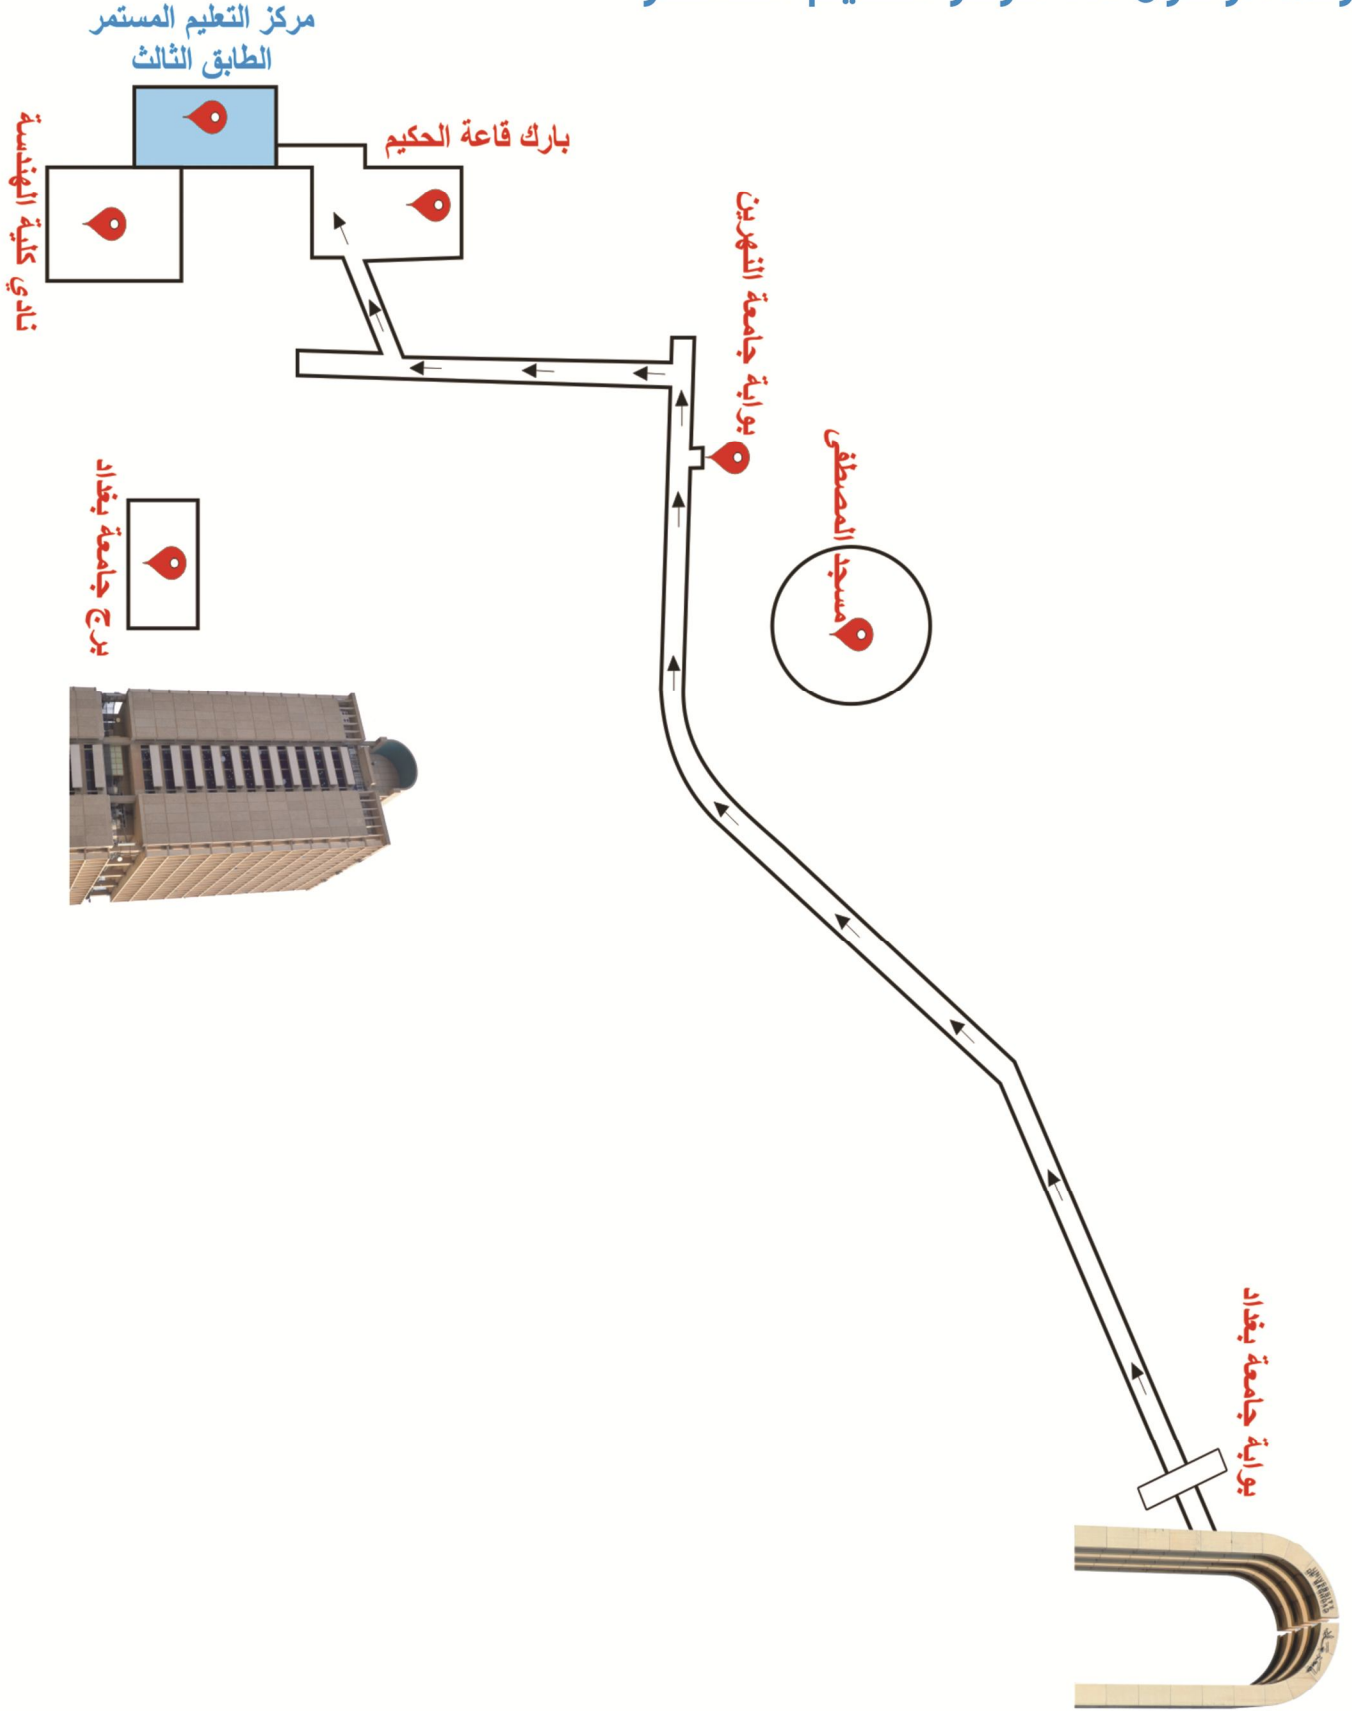 مركز التعليم المستمر
الطابق الثالث
بارك قاعة الحكيم
نادي كلية الهندسة
بوابة جامعة النهرين
مسجد المصطفى
برج جامعة بغداد
بوابة جامعة بغداد